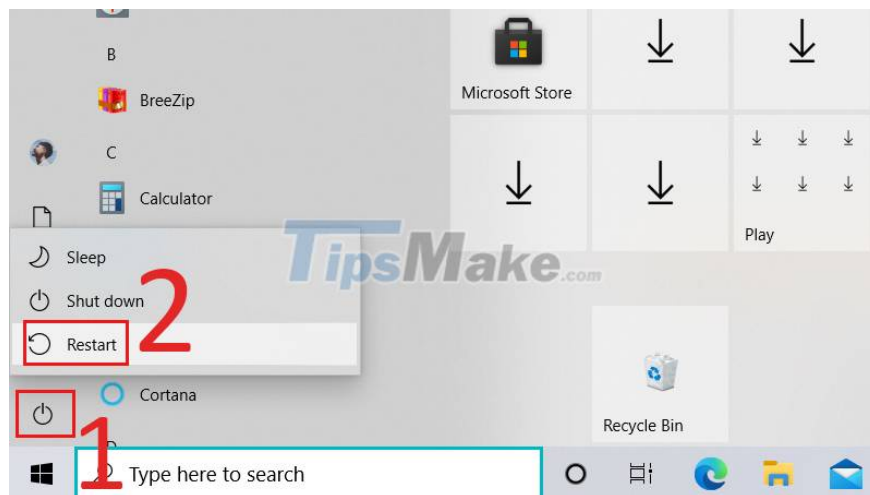 B
BreeZip
C
Calculator
Sleep
Shut down
Restart
2
Cortana
1
Type here to search
Microsoft Store
Play
Recycle Bin
TipsMake.com